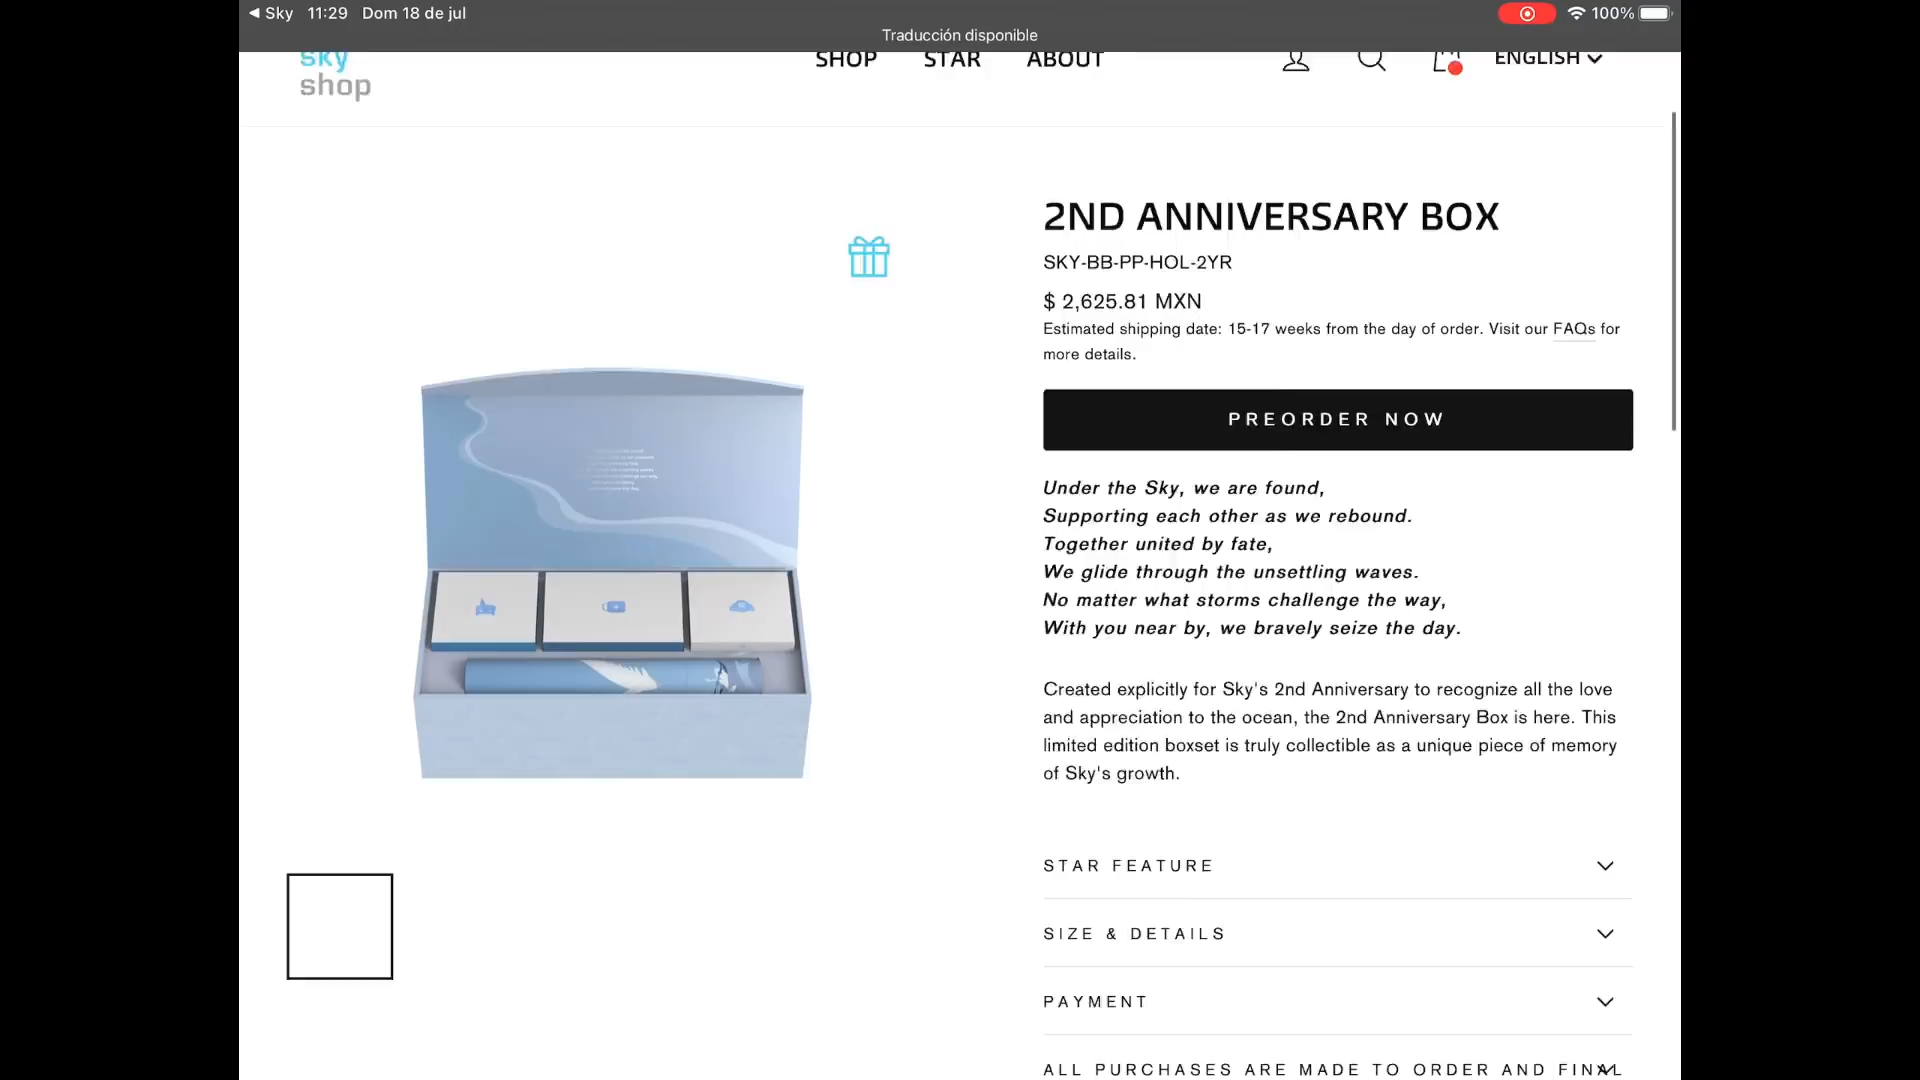 Sky 11:29 Dom 18 de jul
100%
Traducción disponible
sky
shop
SHOP STAR ABOUT ENGLISH
2ND ANNIVERSARY BOX
SKY-BB-PP-HOL-2YR
$ 2,625.81 MXN
Estimated shipping date: 15-17 weeks from the day of order. Visit our FAQs for
more details.
PREORDER NOW
Under the Sky, we are found,
Supporting each other as we rebound.
Together united by fate,
We glide through the unsettling waves.
No matter what storms challenge the way,
With you near by, we bravely seize the day.
Created explicitly for Sky's 2nd Anniversary to recognize all the love
and appreciation to the ocean, the 2nd Anniversary Box is here. This
limited edition boxset is truly collectible as a unique piece of memory
of Sky's growth.
STAR FEATURE
SIZE & DETAILS
PAYMENT
ALL PURCHASES ARE MADE TO ORDER AND FINAL